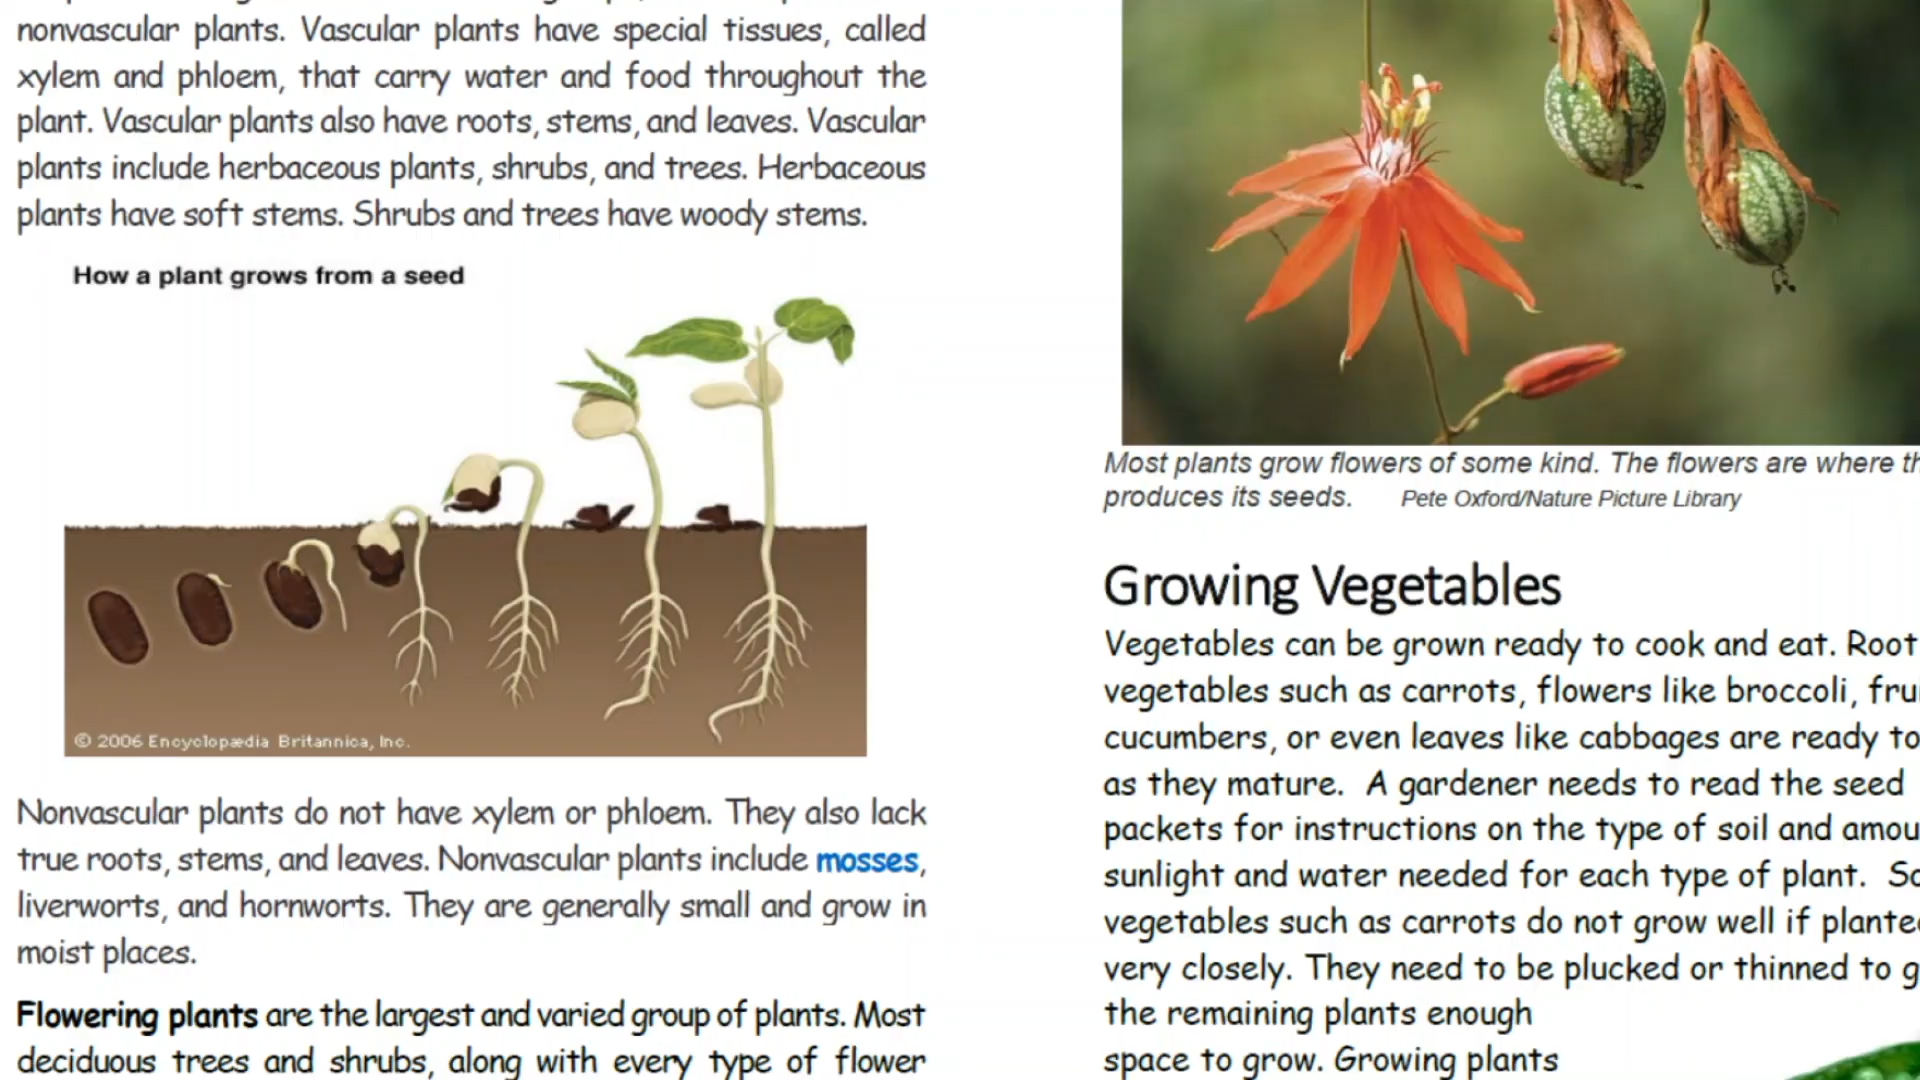 nonvascular plants. Vascular plants have special tissues, called
xylem and phloem, that carry water and food throughout the
plant. Vascular plants also have roots, stems, and leaves. Vascular
plants include herbaceous plants, shrubs, and trees. Herbaceous
plants have soft stems. Shrubs and trees have woody stems.
How a plant grows from a seed
© 2006 Encyclopædia Britannica, Inc.
Nonvascular plants do not have xylem or phloem. They also lack
true roots, stems, and leaves. Nonvascular plants include mosses,
liverworts, and hornworts. They are generally small and grow in
moist places.
Flowering plants are the largest and varied group of plants. Most
deciduous trees and shrubs, along with every type of flower
Most plants grow flowers of some kind. The flowers are where
produces its seeds. Pete Oxford/Nature Picture Library
Growing Vegetables
Vegetables can be grown ready to cook and eat. Root
vegetables such as carrots, flowers like broccoli,
cucumbers, or even leaves like cabbages are ready to
as they mature. A gardener needs to read the seed
packets for instructions on the type of soil and
sunlight and water needed for each type of plant.
vegetables such as carrots do not grow well if
very closely. They need to be plucked or thinned to
the remaining plants enough
space to grow. Growing plants